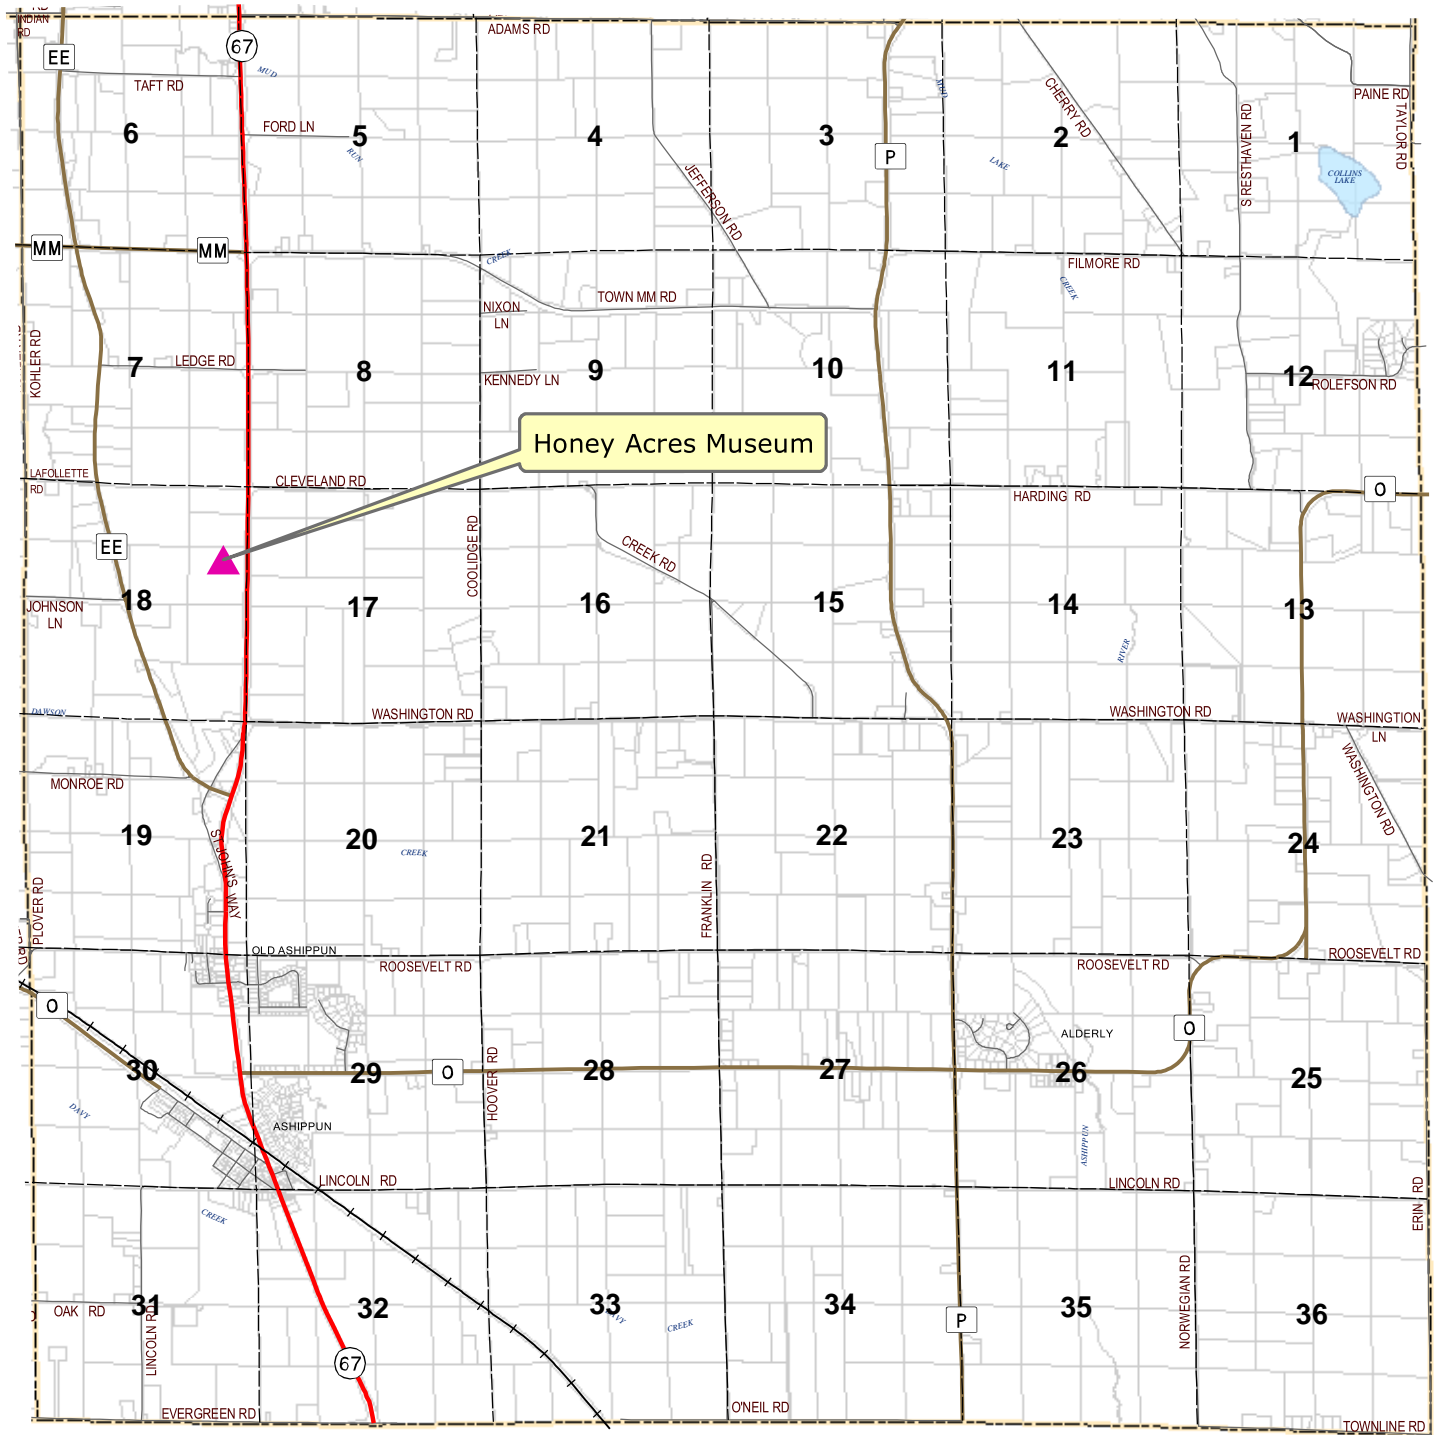 INDIAN
RD
EE
67
ADAMS RD
MUD
TAFT RD
PAINE RD
CHERRY RD
TAYLOR RD
S RESTHAVEN RD
6
FORD LN
5
4
3
2
1
RUN
P
LAKE
COLLINS
LAKE
JEFFERSON RD
MM
MM
CREEK
FILMORE RD
CREEK
TOWN MM RD
NIXON
LN
KOHLER RD
7
LEDGE RD
8
KENNEDY LN
9
10
11
12
ROLEFSON RD
Honey Acres Museum
LAFOLLETTE
RD
CLEVELAND RD
HARDING RD
O
COOLIDGE RD
CREEK RD
EE
18
JOHNSON
LN
17
16
15
14
13
RIVER
DAWSON
WASHINGTON RD
WASHINGTON RD
WASHINGTION
LN
WASHINGTON RD
MONROE RD
19
ST JOHN'S WAY
20
CREEK
21
22
23
24
FRANKLIN RD
PLOVER RD
OLD ASHIPPUN
ROOSEVELT RD
ROOSEVELT RD
ROOSEVELT RD
O
ALDERLY
O
30
29
O
HOOVER RD
28
27
26
25
DAVY
ASHIPPUN
ASHIPPUN
LINCOLN RD
LINCOLN RD
ERIN RD
CREEK
NORWEGIAN RD
OAK RD
31
LINCOLN RD
32
33
CREEK
34
P
35
36
67
EVERGREEN RD
O'NEIL RD
TOWNLINE RD